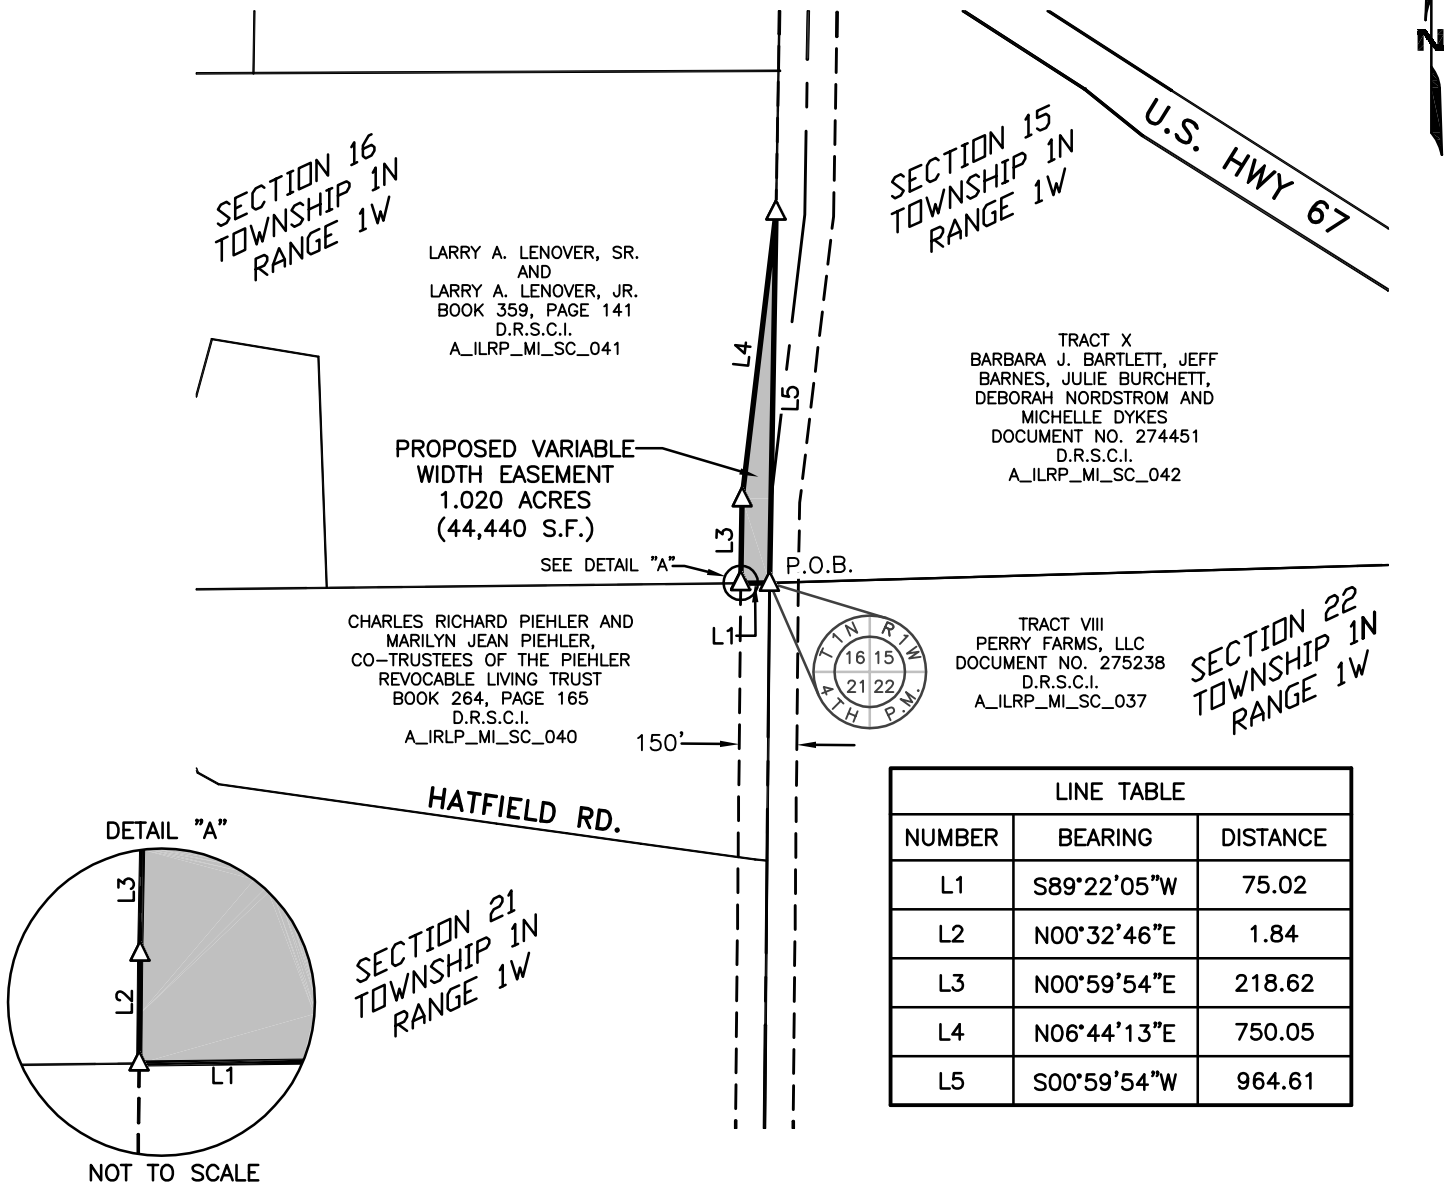 N
U.S. HWY 67
SECTION 16
TOWNSHIP 1N
RANGE 1W
SECTION 15
TOWNSHIP 1N
RANGE 1W
LARRY A. LENOVER, SR.
AND
LARRY A. LENOVER, JR.
BOOK 359, PAGE 141
D.R.S.C.I.
A_ILRP_MI_SC_041
L4
L5
TRACT X
BARBARA J. BARTLETT, JEFF
BARNES, JULIE BURCHETT,
DEBORAH NORDSTROM AND
MICHELLE DYKES
DOCUMENT NO. 274451
D.R.S.C.I.
A_ILRP_MI_SC_042
PROPOSED VARIABLE
WIDTH EASEMENT
1.020 ACRES
(44,440 S.F.)
L3
SEE DETAIL "A"
P.O.B.
L1
CHARLES RICHARD PIEHLER AND
MARILYN JEAN PIEHLER,
CO-TRUSTEES OF THE PIEHLER
REVOCABLE LIVING TRUST
BOOK 264, PAGE 165
D.R.S.C.I.
A_IRLP_MI_SC_040
T1N R1W
16 15
21 22
4TH P.M.
TRACT VIII
PERRY FARMS, LLC
DOCUMENT NO. 275238
D.R.S.C.I.
A_ILRP_MI_SC_037
SECTION 22
TOWNSHIP 1N
RANGE 1W
150'
HATFIELD RD.
DETAIL "A"
L3
L2
L1
NOT TO SCALE
SECTION 21
TOWNSHIP 1N
RANGE 1W
LINE TABLE
NUMBER BEARING DISTANCE
L1 S89°22'05"W 75.02
L2 N00°32'46"E 1.84
L3 N00°59'54"E 218.62
L4 N06°44'13"E 750.05
L5 S00°59'54"W 964.61